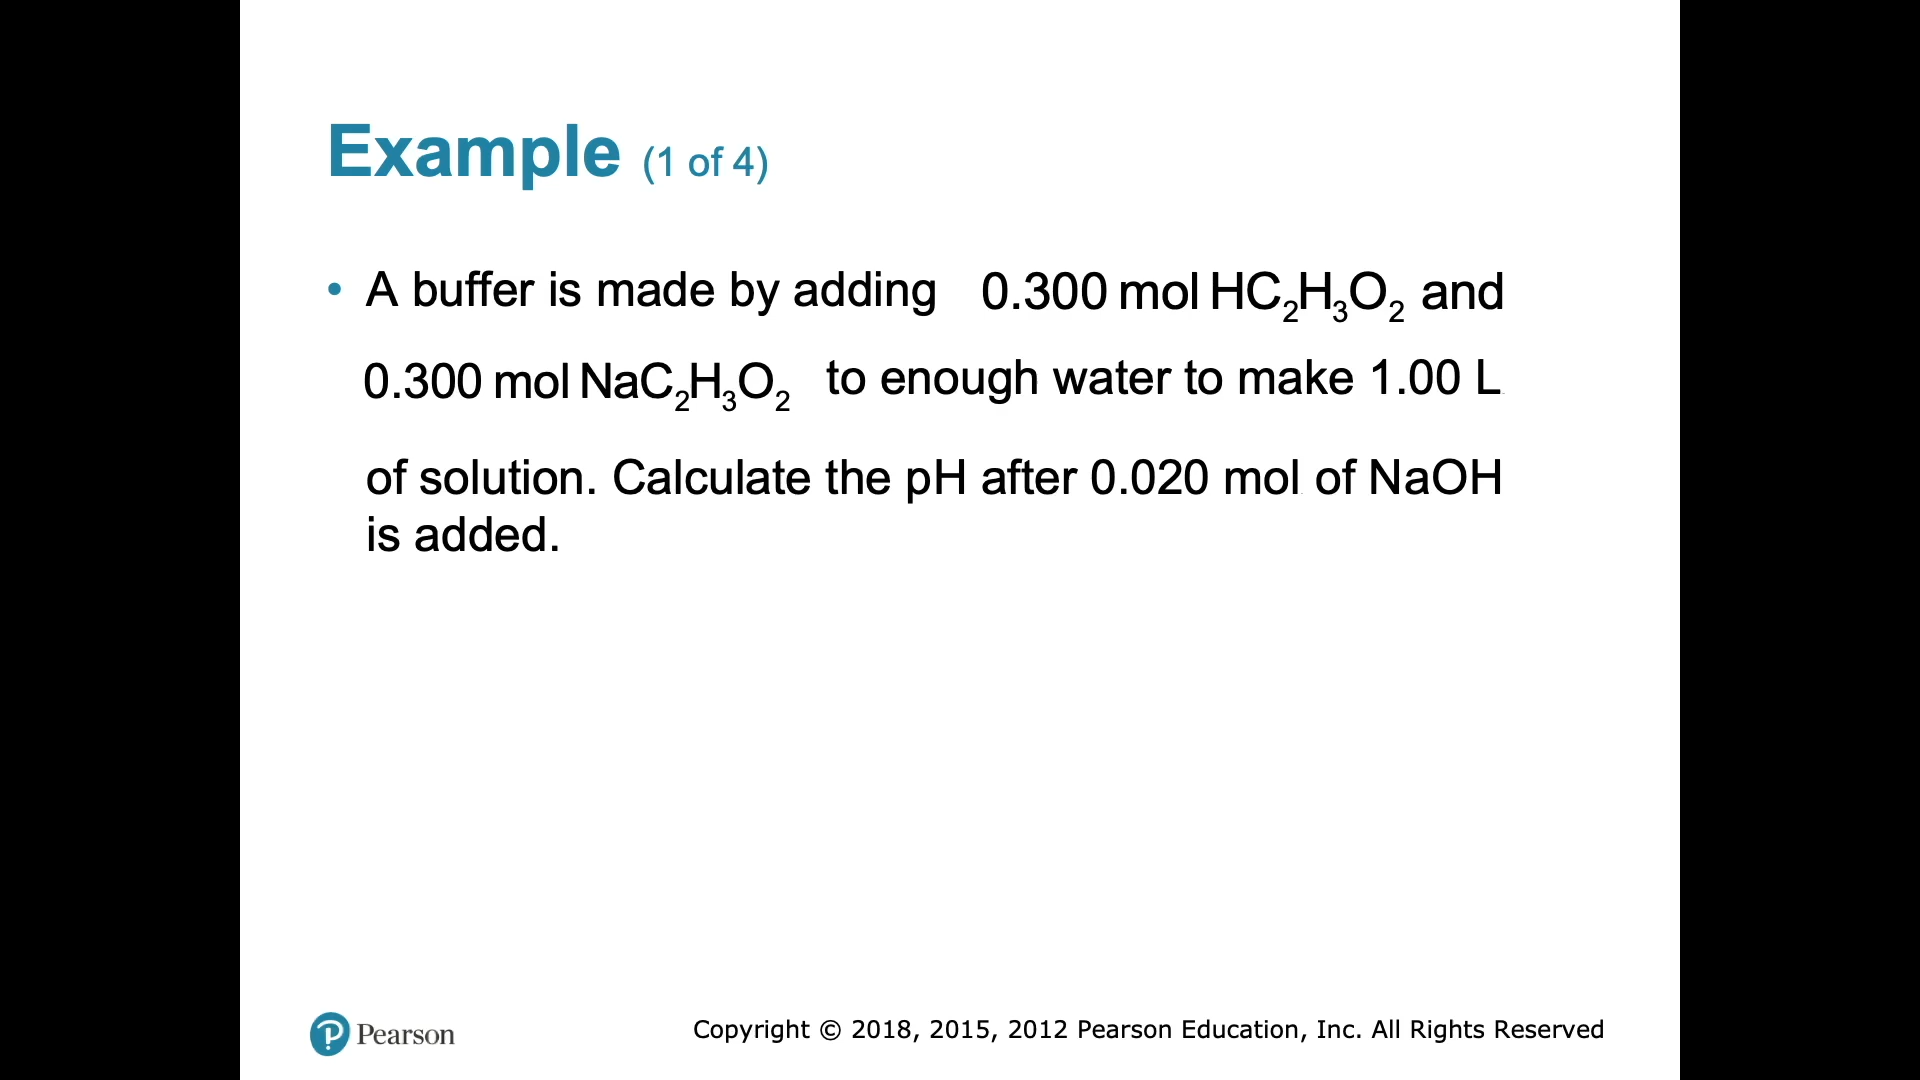 Example (1 of 4)
• A buffer is made by adding 0.300 mol HC₂H₃O₂ and
0.300 mol NaC₂H₃O₂ to enough water to make 1.00 L
of solution. Calculate the pH after 0.020 mol of NaOH
is added.
Pearson
Copyright © 2018, 2015, 2012 Pearson Education, Inc. All Rights Reserved